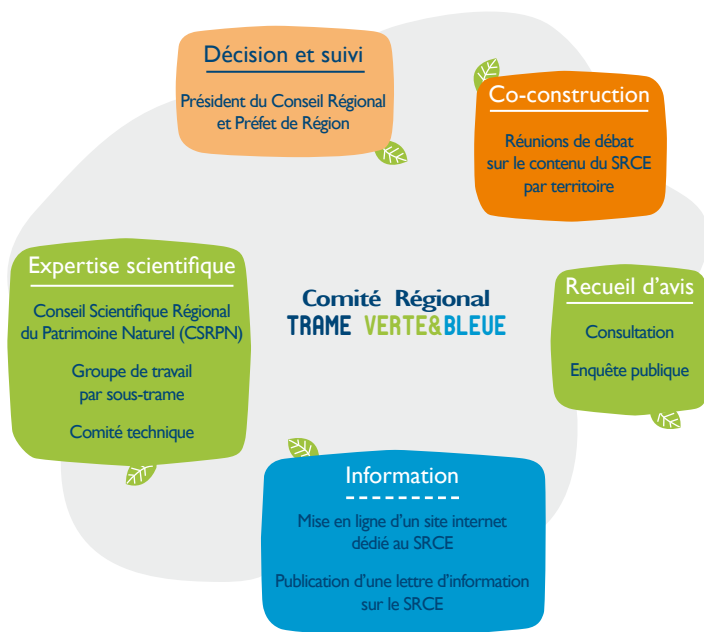 Décision et suivi
Président du Conseil Régional
et Préfet de Région
Co-construction
Réunions de débat
sur le contenu du SRCE
par territoire
Expertise scientifique
Conseil Scientifique Régional
du Patrimoine Naturel (CSRPN)
Groupe de travail
par sous-trame
Comité technique
Comité Régional
TRAME VERTE&BLEUE
Recueil d'avis
Consultation
Enquête publique
Information
Mise en ligne d'un site internet
dédié au SRCE
Publication d'une lettre d'information
sur le SRCE